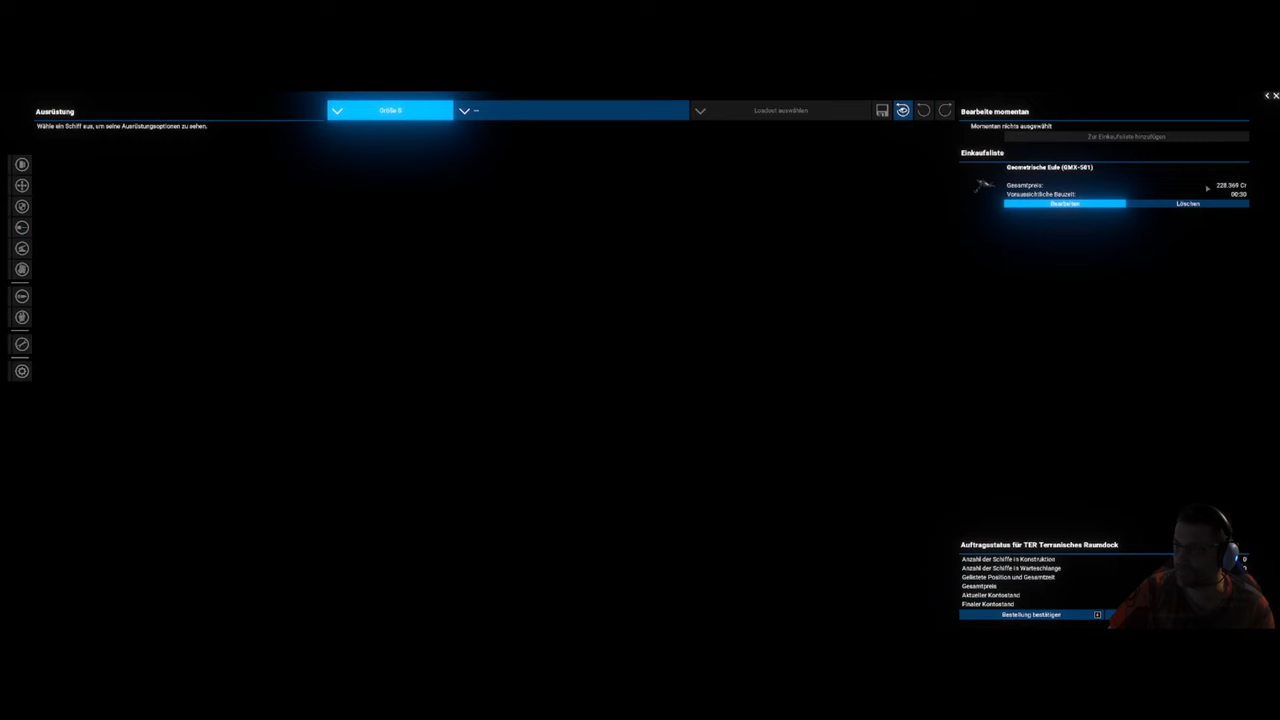 Ausrüstung
Wähle ein Schiff aus, um seine Ausrüstungsoptionen zu sehen.
Größe S
--
Loadout auswählen
Bearbeite momentan
Momentan nichts ausgewählt
Zur Einkaufsliste hinzufügen
Einkaufsliste
Geometrische Eule (GMX-581)
Gesamtpreis: 228.369 Cr
Voraussichtliche Bauzeit: 00:30
Bearbeiten Löschen
Auftragsstatus für TER Terranisches Raumdock
Anzahl der Schiffe in Konstruktion 0
Anzahl der Schiffe in Warteschlange
Gelistete Position und Gesamtzeit
Gesamtpreis
Aktueller Kontostand
Finaler Kontostand
Bestellung bestätigen